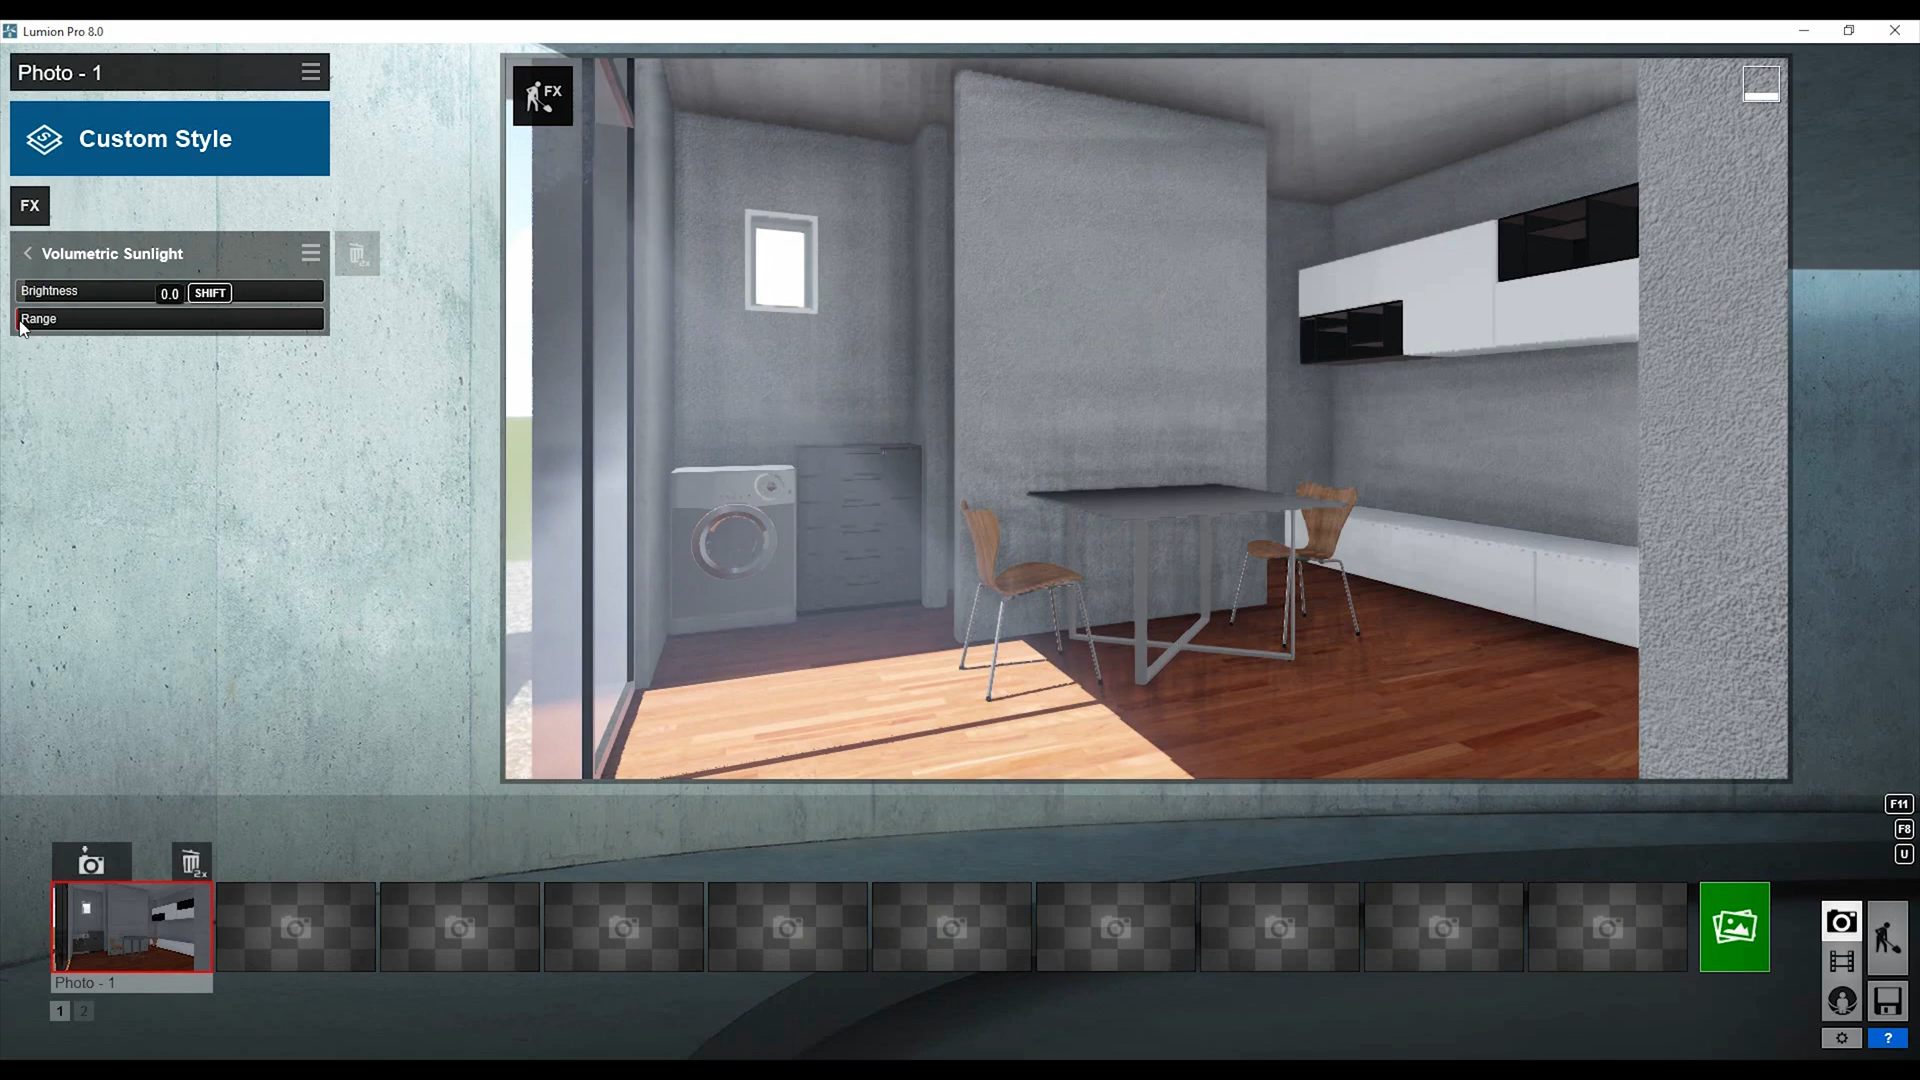 Lumion Pro 8.0
Photo - 1
Custom Style
FX
FX
Volumetric Sunlight
Brightness
0.0 SHIFT
Range
F11
F8
U
2x
Photo - 1
1 2
?